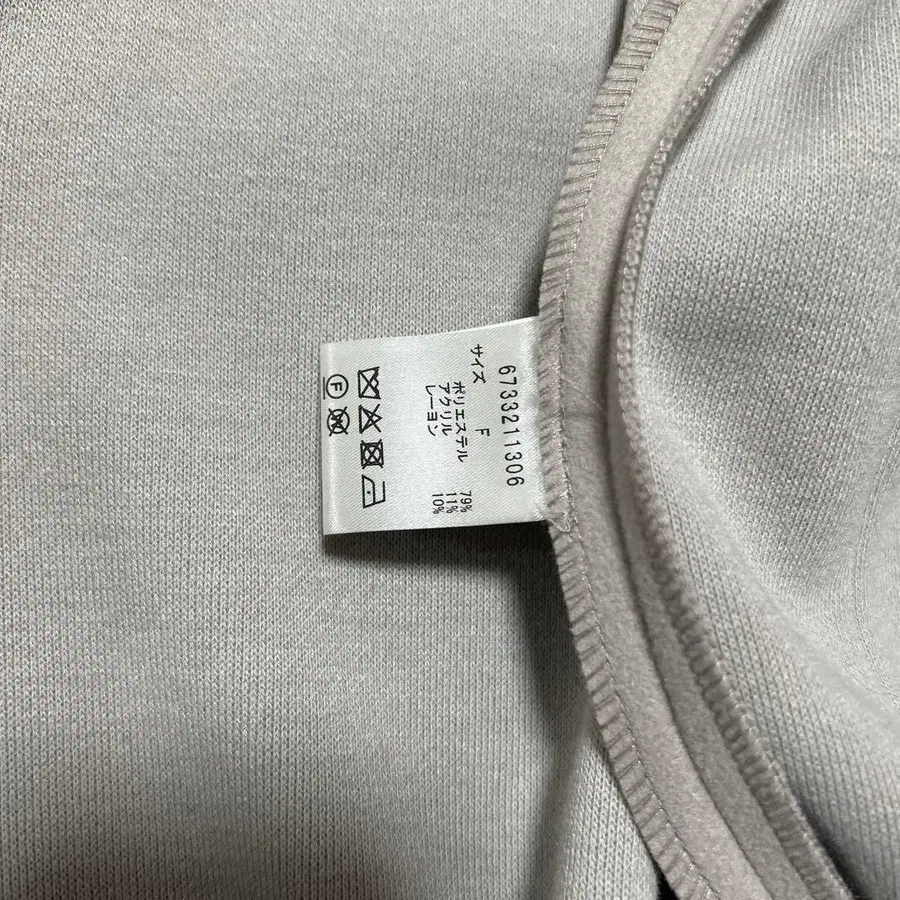 6733211306
サイズ F
ポリエステル 79%
アクリル 11%
レーヨン 10%
F